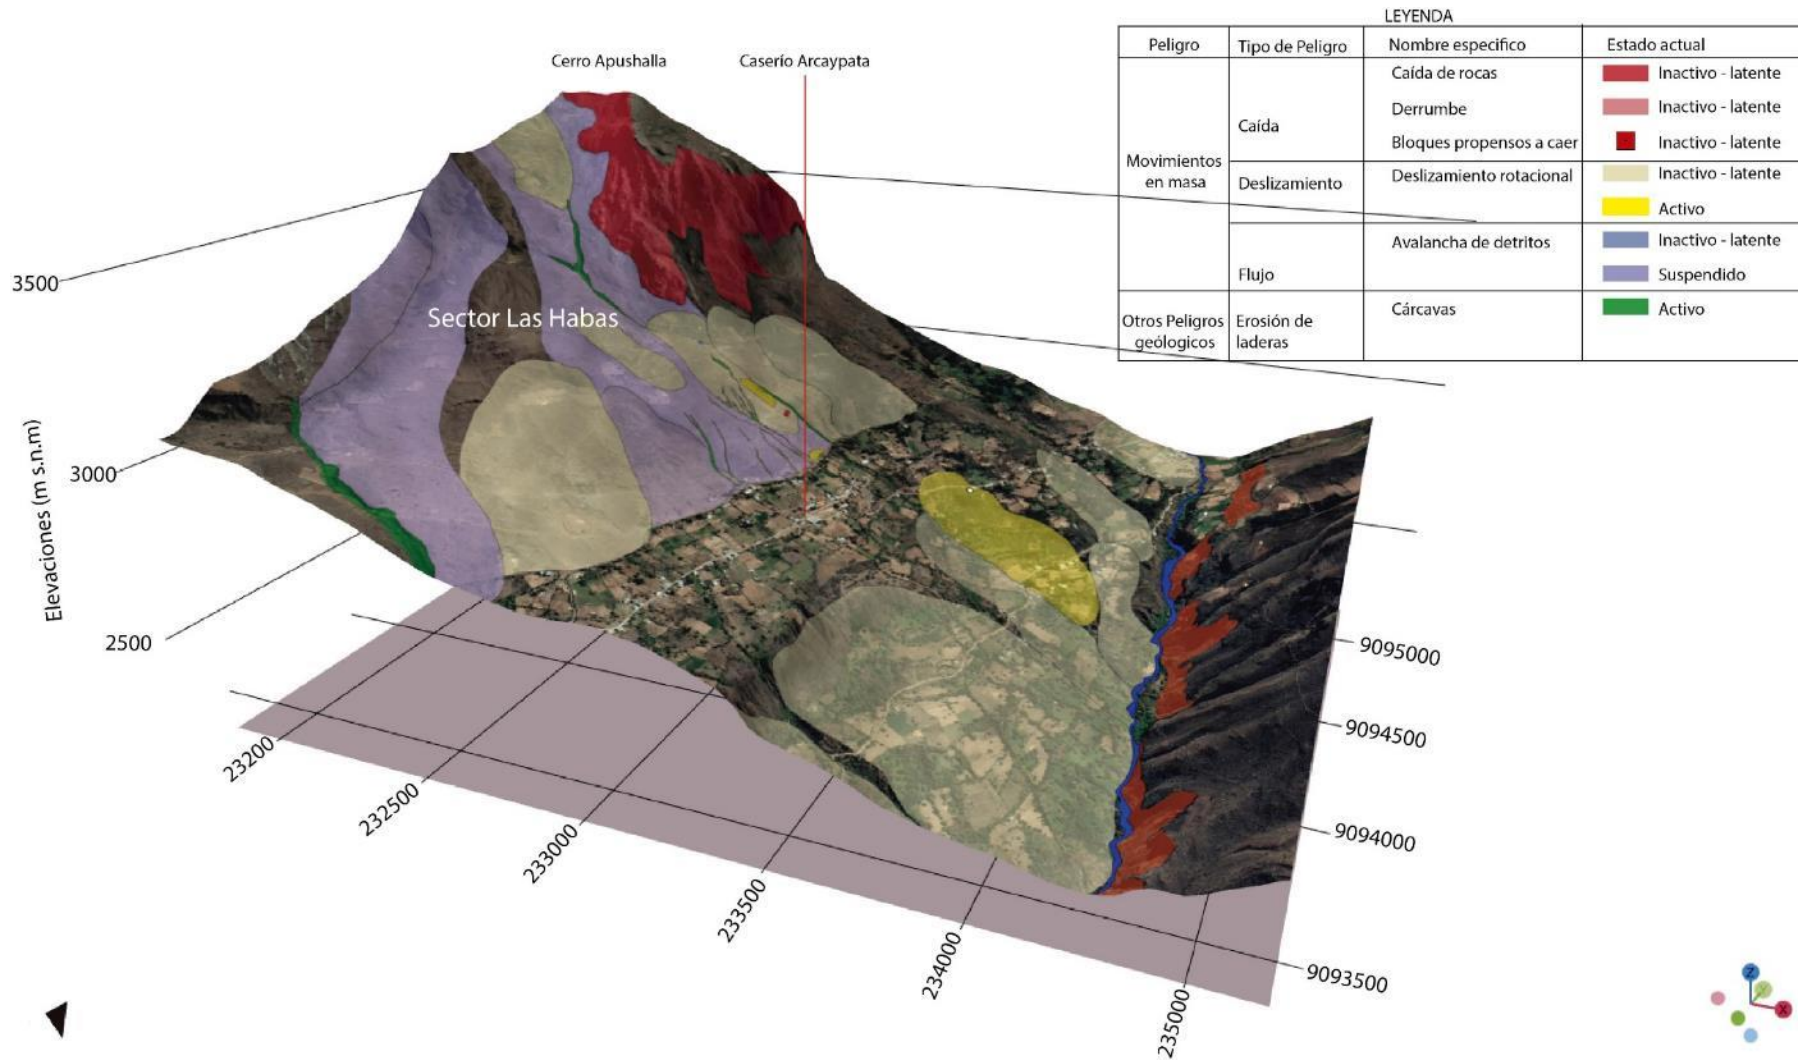 LEYENDA
Peligro Tipo de Peligro Nombre especifico Estado actual
Movimientos en masa
Caída
Caída de rocas Inactivo - latente
Derrumbe Inactivo - latente
Bloques propensos a caer Inactivo - latente
Deslizamiento Deslizamiento rotacional Inactivo - latente
Activo
Flujo
Avalancha de detritos Inactivo - latente
Suspendido
Otros Peligros geólogicos
Erosión de laderas
Cárcavas Activo
Cerro Apushalla
Caserío Arcaypata
Sector Las Habas
Elevaciones (m s.n.m)
3500
3000
2500
23200
232500
233000
233500
234000
235000
9095000
9094500
9094000
9093500
Z
Y
X